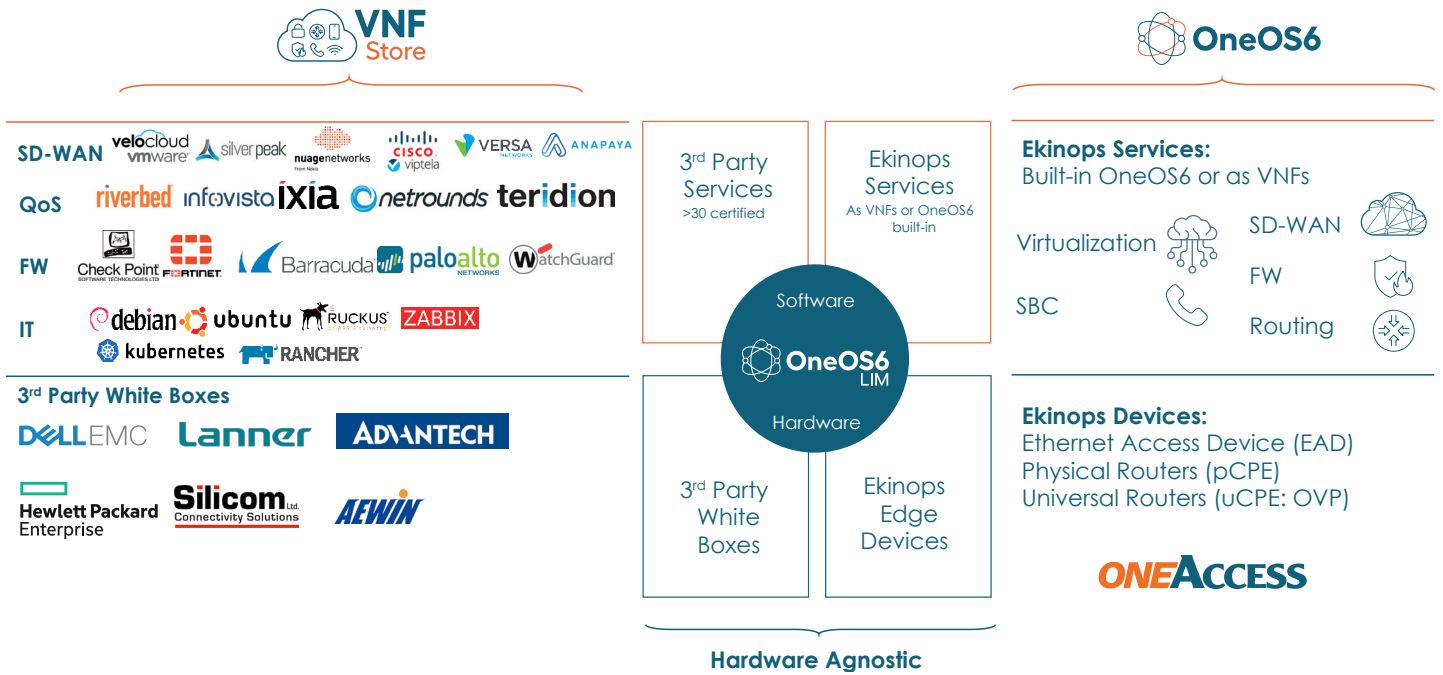 VNF
Store
OneOS6
SD-WAN
velocloud
vmware
silverpeak
nuagenetworks
From Nokia
CISCO
viptela
VERSA
NETWORKS
ANAPAYA
QoS
riverbed
infovista
ixia
netrounds
teridion
FW
Check Point
SOFTWARE TECHNOLOGIES LTD
FORTINET
Barracuda
paloalto
NETWORKS
WatchGuard
IT
debian
ubuntu
RUCKUS
an ARRIS company
ZABBIX
kubernetes
RANCHER
3rd Party White Boxes
DELLEMC
Lanner
ADVANTECH
Hewlett Packard
Enterprise
Silicom Ltd.
Connectivity Solutions
AEWIN
3rd Party
Services
>30 certified
Ekinops
Services
As VNFs or OneOS6
built-in
Software
OneOS6
LIM
Hardware
3rd Party
White
Boxes
Ekinops
Edge
Devices
Hardware Agnostic
Ekinops Services:
Built-in OneOS6 or as VNFs
Virtualization
SD-WAN
FW
SBC
Routing
Ekinops Devices:
Ethernet Access Device (EAD)
Physical Routers (pCPE)
Universal Routers (uCPE: OVP)
ONEACCESS